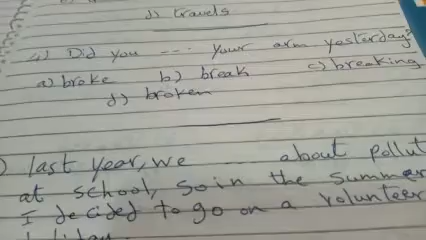 d) travels
4) Did you --- your arm yesterday?
a) broke b) break c) breaking
d) broken
) last year, we about pollut
at school, so in the summer
I decided to go on a volunteer